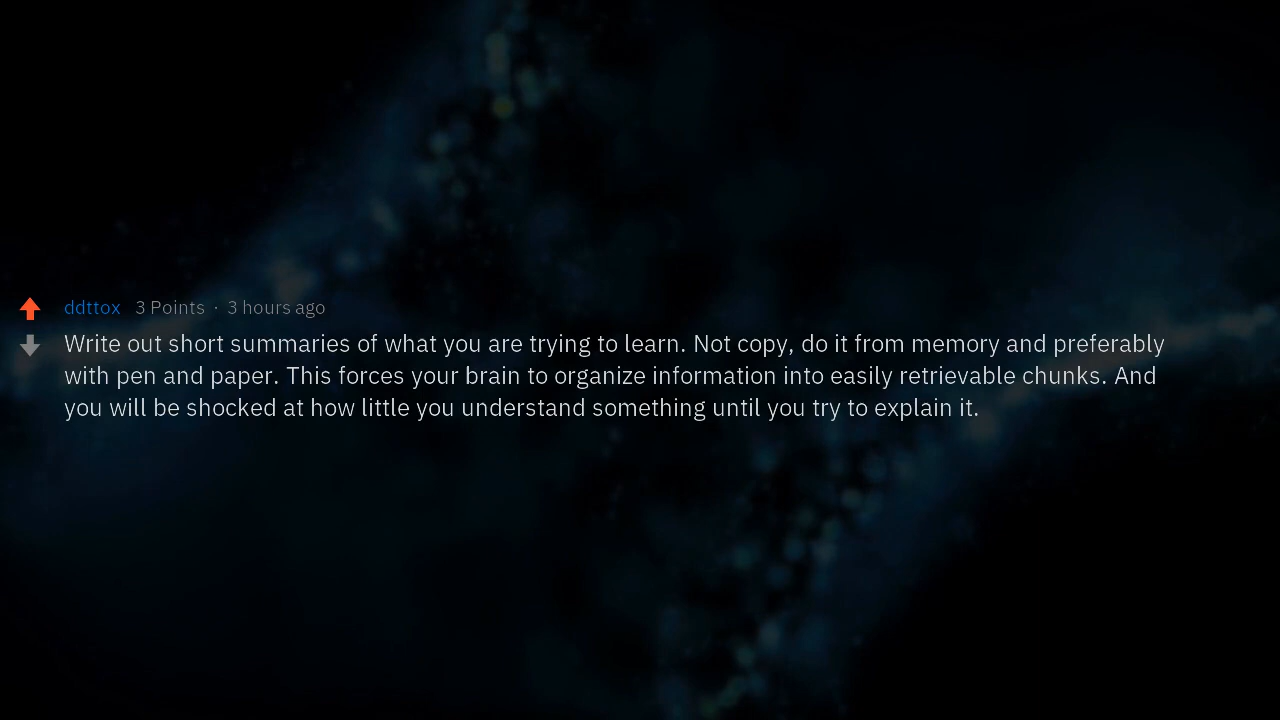 ddttox 3 Points · 3 hours ago
Write out short summaries of what you are trying to learn. Not copy, do it from memory and preferably
with pen and paper. This forces your brain to organize information into easily retrievable chunks. And
you will be shocked at how little you understand something until you try to explain it.